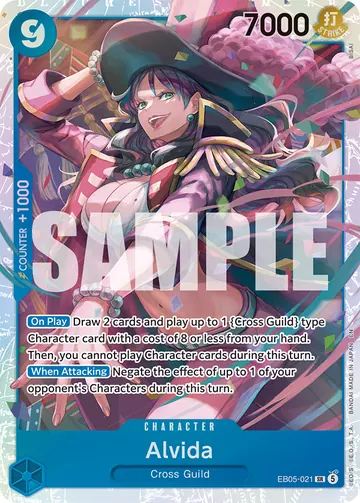 9
7000
打
STRIKE
COUNTER +1000
SAMPLE
On Play Draw 2 cards and play up to 1 {Cross Guild} type
Character card with a cost of 8 or less from your hand.
Then, you cannot play Character cards during this turn.
When Attacking Negate the effect of up to 1 of your
opponent's Characters during this turn.
CHARACTER
Alvida
Cross Guild
EB05-021 SR 5
BANDAI MADE IN JAPAN